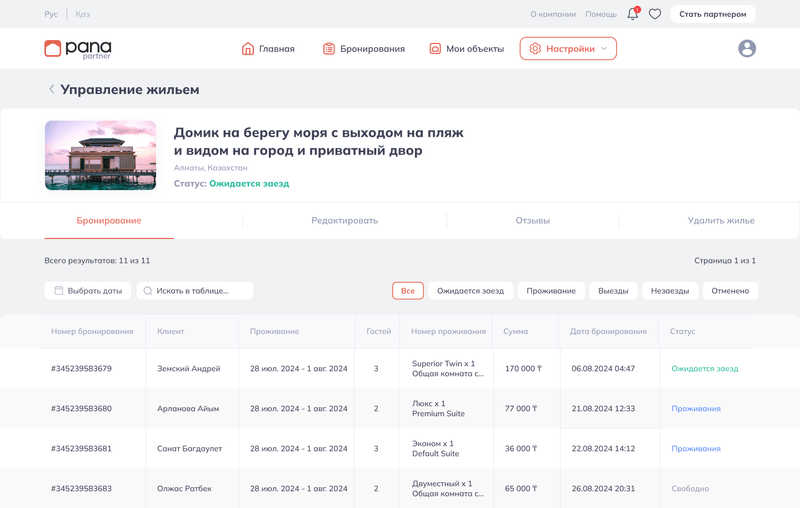 Рус Қаз О компании Помощь 1 Стать партнером
pana partner Главная Бронирования Мои объекты Настройки
Управление жильем
Домик на берегу моря с выходом на пляж
и видом на город и приватный двор
Алматы, Казахстан
Статус: Ожидается заезд
Бронирование Редактировать Отзывы Удалить жилье
Всего результатов: 11 из 11 Страница 1 из 1
Выбрать даты Искать в таблице... Все Ожидается заезд Проживание Выезды Незаезды Отменено
Номер бронирования Клиент Проживание Гостей Номер проживания Сумма Дата бронирования Статус
#345239583679 Земский Андрей 28 июл. 2024 - 1 авг. 2024 3 Superior Twin x 1 170 000 ₸ 06.08.2024 04:47 Ожидается заезд
Общая комната с...
#345239583680 Арланова Айым 28 июл. 2024 - 1 авг. 2024 2 Люкс x 1 77 000 ₸ 21.08.2024 12:33 Проживания
Premium Suite
#345239583681 Санат Багдаулет 28 июл. 2024 - 1 авг. 2024 3 Эконом x 1 36 000 ₸ 22.08.2024 14:12 Проживания
Default Suite
#345239583683 Олжас Ратбек 28 июл. 2024 - 1 авг. 2024 2 Двуместный x 1 65 000 ₸ 26.08.2024 20:31 Свободно
Общая комната с...